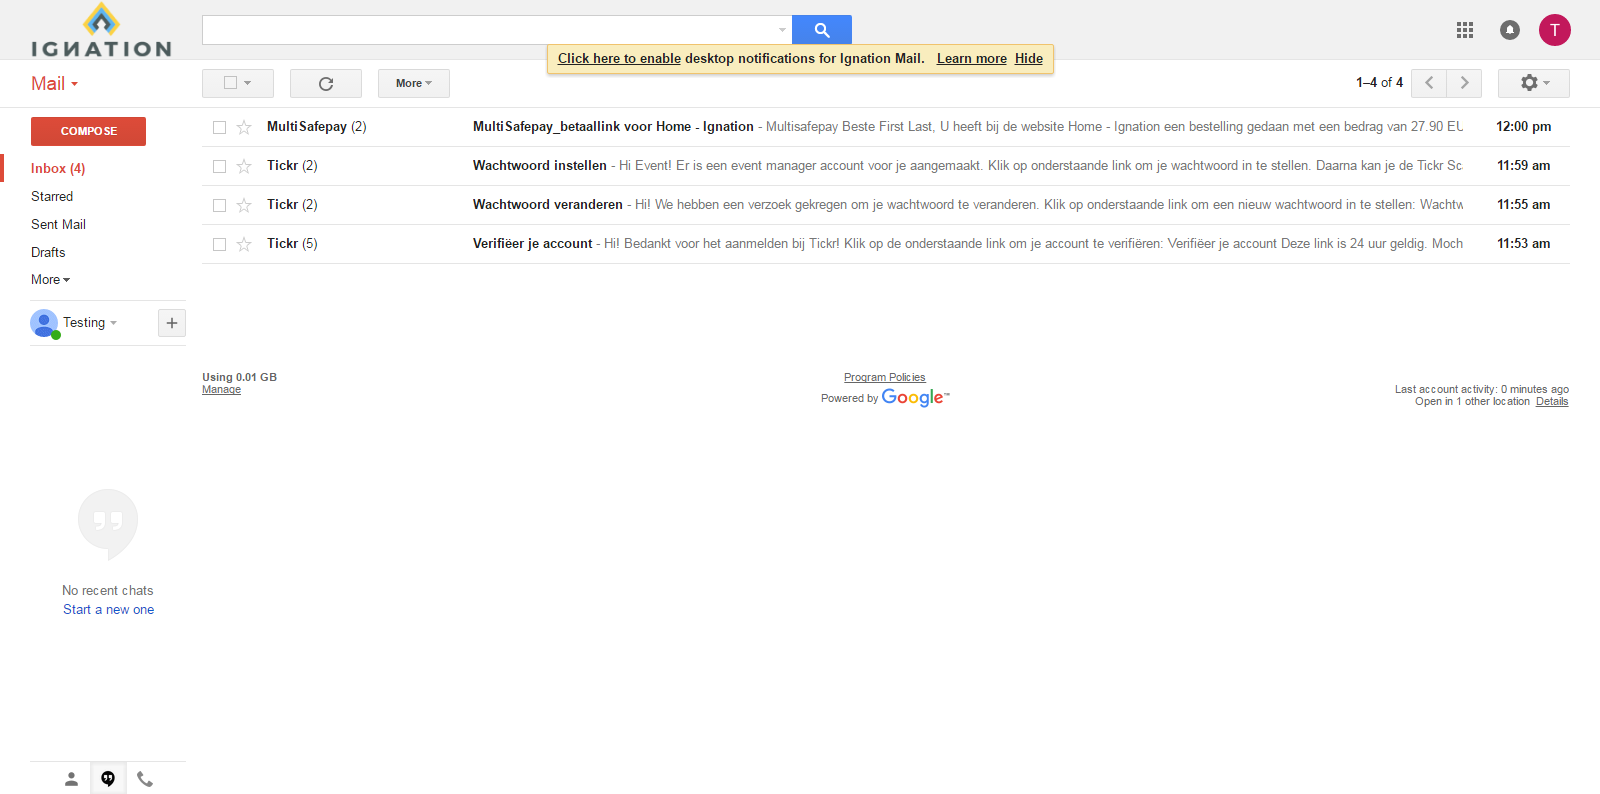 IGNATION
Click here to enable desktop notifications for Ignation Mail. Learn more Hide
T
Mail
More
1–4 of 4
COMPOSE
Inbox (4)
Starred
Sent Mail
Drafts
More
Testing
MultiSafepay (2) MultiSafepay_betaallink voor Home - Ignation - Multisafepay Beste First Last, U heeft bij de website Home - Ignation een bestelling gedaan met een bedrag van 27.90 EU 12:00 pm
Tickr (2) Wachtwoord instellen - Hi Event! Er is een event manager account voor je aangemaakt. Klik op onderstaande link om je wachtwoord in te stellen. Daarna kan je de Tickr Sc 11:59 am
Tickr (2) Wachtwoord veranderen - Hi! We hebben een verzoek gekregen om je wachtwoord te veranderen. Klik op onderstaande link om een nieuw wachtwoord in te stellen: Wachtw 11:55 am
Tickr (5) Verifiëer je account - Hi! Bedankt voor het aanmelden bij Tickr! Klik op de onderstaande link om je account te verifiëren: Verifiëer je account Deze link is 24 uur geldig. Moch 11:53 am
Using 0.01 GB
Manage
Program Policies
Powered by Google™
Last account activity: 0 minutes ago
Open in 1 other location Details
No recent chats
Start a new one